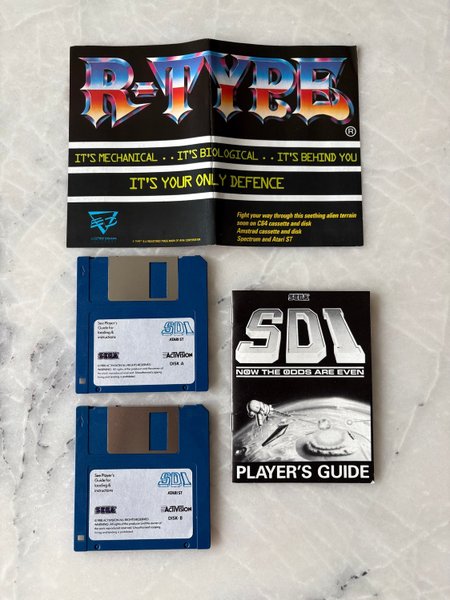 R-TYPE
®
IT'S MECHANICAL . . IT'S BIOLOGICAL . . IT'S BEHIND YOU
IT'S YOUR ONLY DEFENCE
Fight your way through this seething alien terrain
soon on C64 cassette and disk
Amstrad cassette and disk
Spectrum and Atari ST
See Player's
Guide for
loading &
instructions
SDI
ATARI ST
SEGA
ACTIVISION
DISK A
See Player's
Guide for
loading &
instructions
SDI
ATARI ST
SEGA
ACTIVISION
DISK B
SEGA
SDI
NOW THE ODDS ARE EVEN
PLAYER'S GUIDE